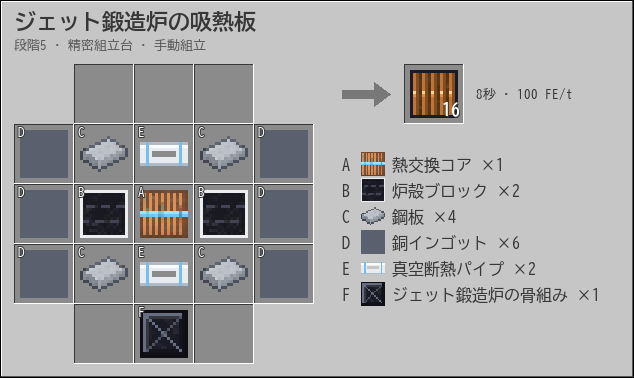 ジェット鍛造炉の吸熱板
段階5 · 精密組立台 · 手動組立
16
8秒 · 100 FE/t
D C E C D
D B A B D
D C E C D
F
A 熱交換コア ×1
B 炉殻ブロック ×2
C 鋼板 ×4
D 銅インゴット ×6
E 真空断熱パイプ ×2
F ジェット鍛造炉の骨組み ×1